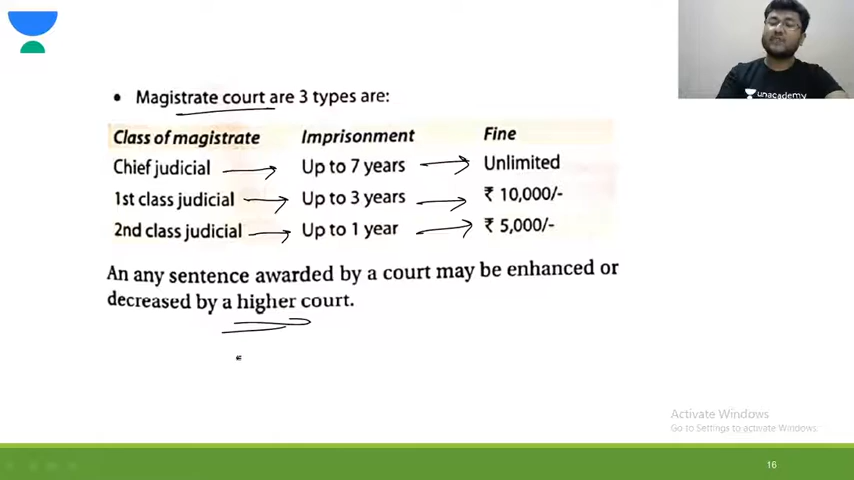 unacademy
• Magistrate court are 3 types are:
Class of magistrate Imprisonment Fine
Chief judicial Up to 7 years Unlimited
1st class judicial Up to 3 years ₹ 10,000/-
2nd class judicial Up to 1 year ₹ 5,000/-
An any sentence awarded by a court may be enhanced or
decreased by a higher court.
Activate Windows
Go to Settings to activate Windows.
16